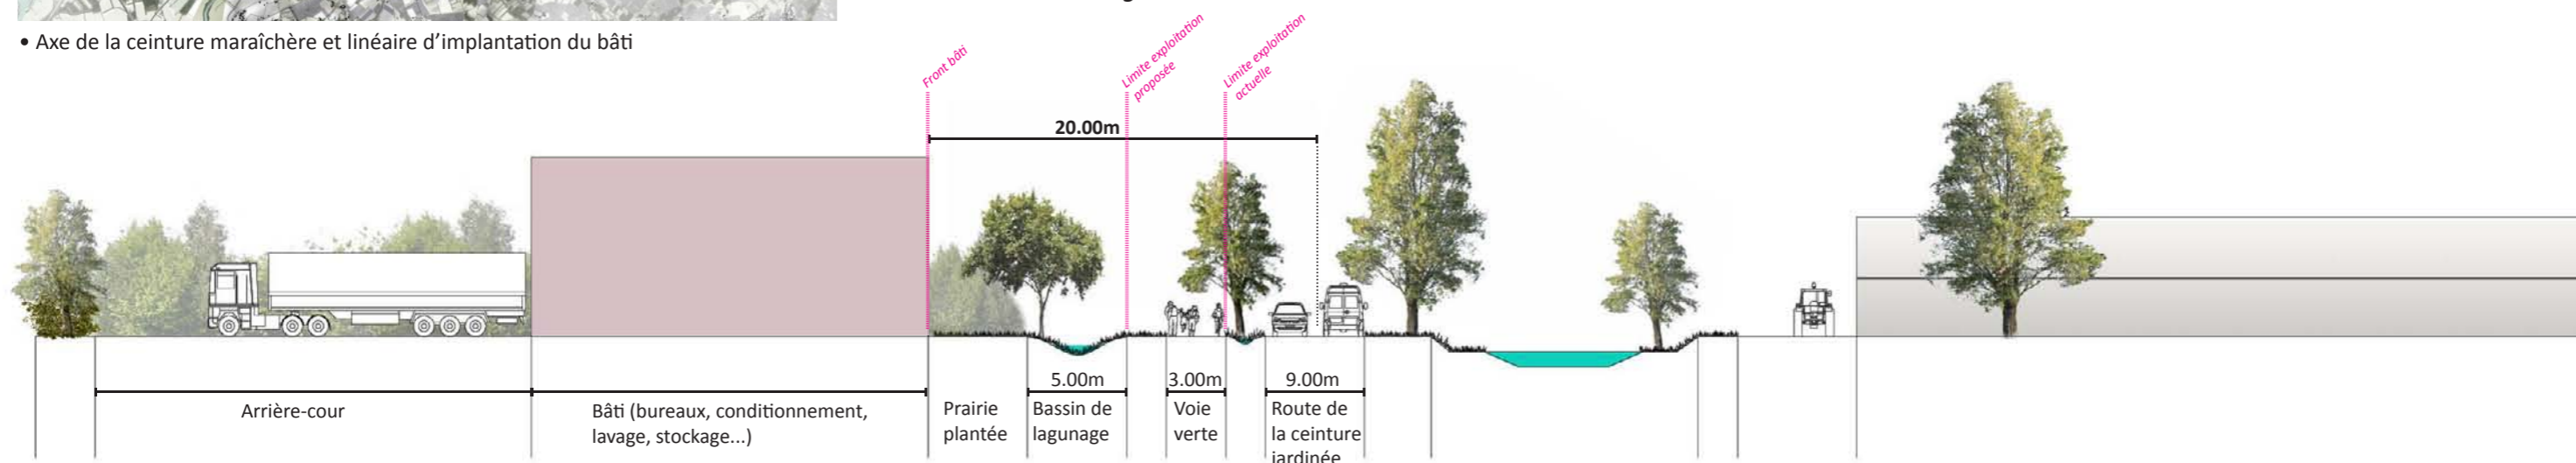 • Axe de la ceinture maraîchère et linéaire d'implantation du bâti
Front bâti
Limite exploitation
proposée
Limite exploitation
actuelle
20.00m
5.00m
3.00m
9.00m
Arrière-cour
Bâti (bureaux, conditionnement,
lavage, stockage...)
Prairie
plantée
Bassin de
lagunage
Voie
verte
Route de
la ceinture
jardinée